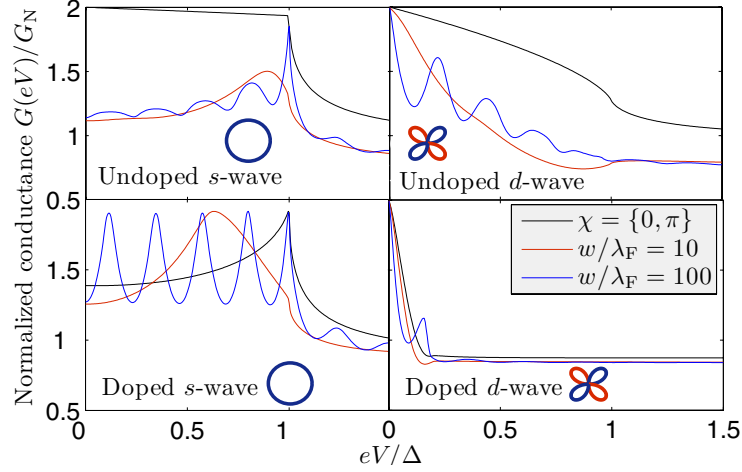 Normalized conductance G(eV)/G_N
2
1.5
1
0.5
1.5
1
0.5
Undoped s-wave
Undoped d-wave
Doped s-wave
Doped d-wave
χ = {0, π}
w/λ_F = 10
w/λ_F = 100
0 0.5 1 0 0.5 1 1.5
eV/Δ